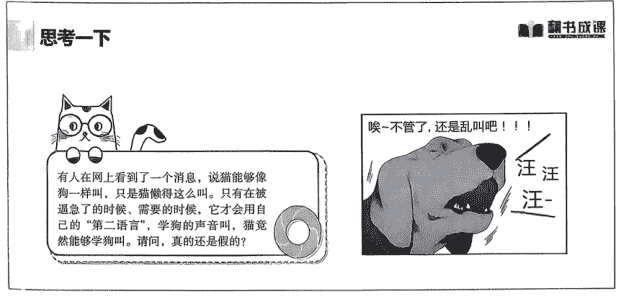 思考一下
翻书成课
有人在网上看到了一个消息，说猫能够像
狗一样叫，只是猫懒得这么叫。只有在被
逼急了的时候、需要的时候，它才会用自
己的“第二语言”，学狗的声音叫，猫竟
然能够学狗叫。请问，真的还是假的？
唉~不管了，还是乱叫吧！！！
汪
汪
汪~